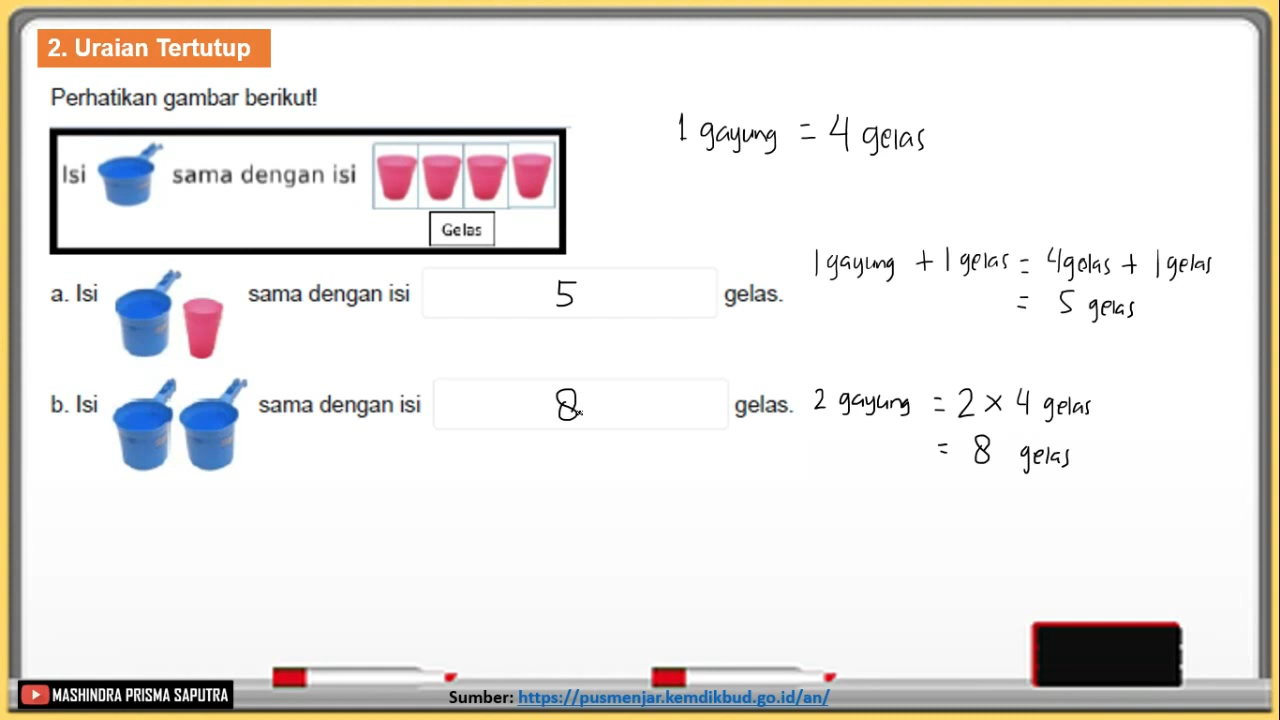 2. Uraian Tertutup
Perhatikan gambar berikut!
Isi sama dengan isi
Gelas
1 gayung = 4 gelas
a. Isi sama dengan isi 5 gelas.
1 gayung + 1 gelas = 4 gelas + 1 gelas
= 5 gelas
b. Isi sama dengan isi 8 gelas.
2 gayung = 2 × 4 gelas
= 8 gelas
MASHINDRA PRISMA SAPUTRA
Sumber: https://pusmenjar.kemdikbud.go.id/an/